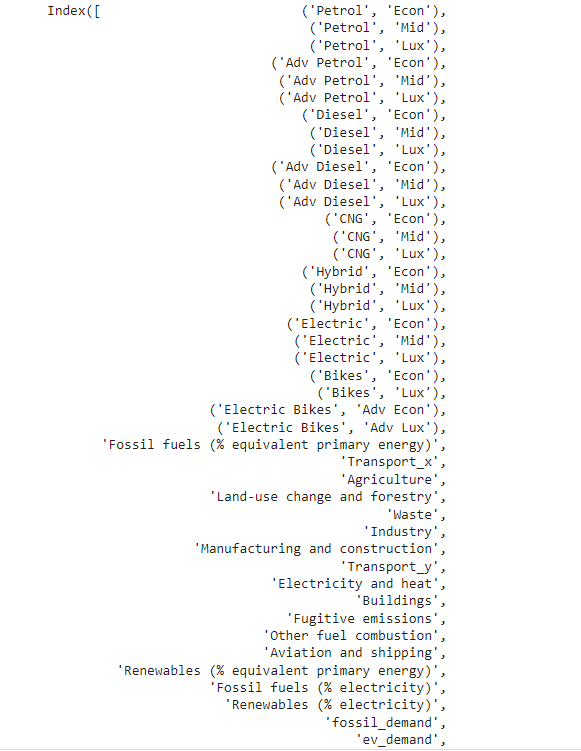 Index([ ('Petrol', 'Econ'),
('Petrol', 'Mid'),
('Petrol', 'Lux'),
('Adv Petrol', 'Econ'),
('Adv Petrol', 'Mid'),
('Adv Petrol', 'Lux'),
('Diesel', 'Econ'),
('Diesel', 'Mid'),
('Diesel', 'Lux'),
('Adv Diesel', 'Econ'),
('Adv Diesel', 'Mid'),
('Adv Diesel', 'Lux'),
('CNG', 'Econ'),
('CNG', 'Mid'),
('CNG', 'Lux'),
('Hybrid', 'Econ'),
('Hybrid', 'Mid'),
('Hybrid', 'Lux'),
('Electric', 'Econ'),
('Electric', 'Mid'),
('Electric', 'Lux'),
('Bikes', 'Econ'),
('Bikes', 'Lux'),
('Electric Bikes', 'Adv Econ'),
('Electric Bikes', 'Adv Lux'),
'Fossil fuels (% equivalent primary energy)',
'Transport_x',
'Agriculture',
'Land-use change and forestry',
'Waste',
'Industry',
'Manufacturing and construction',
'Transport_y',
'Electricity and heat',
'Buildings',
'Fugitive emissions',
'Other fuel combustion',
'Aviation and shipping',
'Renewables (% equivalent primary energy)',
'Fossil fuels (% electricity)',
'Renewables (% electricity)',
'fossil_demand',
'ev_demand',